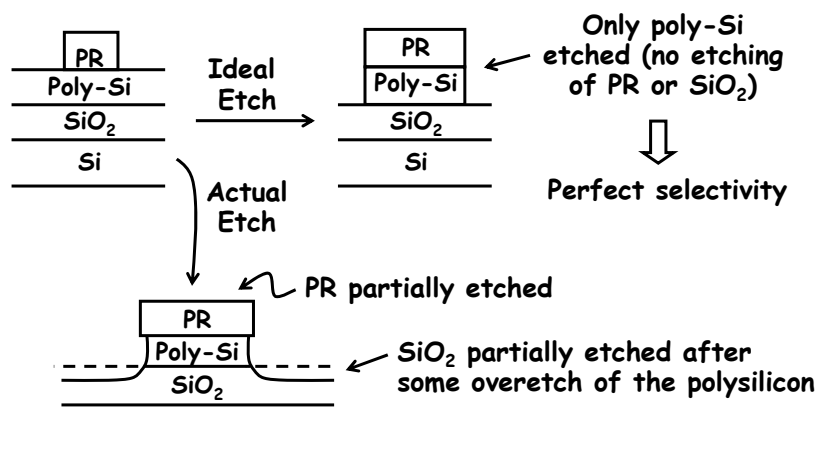 PR
Poly-Si
SiO₂
Si
Ideal
Etch
PR
Poly-Si
SiO₂
Si
Only poly-Si
etched (no etching
of PR or SiO₂)
Perfect selectivity
Actual
Etch
PR partially etched
PR
Poly-Si
SiO₂
SiO₂ partially etched after
some overetch of the polysilicon